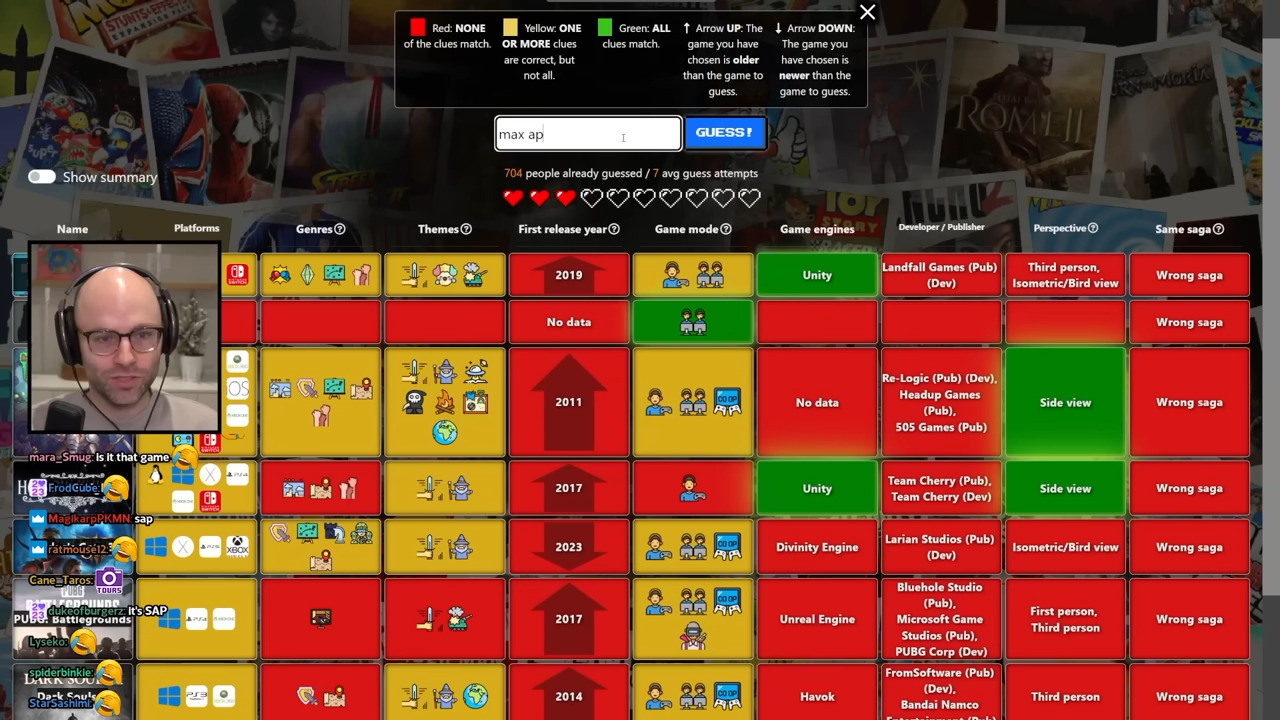 Red: NONE
of the clues match.
Yellow: ONE
OR MORE clues
are correct, but
not all.
Green: ALL
clues match.
↑ Arrow UP: The
game you have
chosen is older
than the game to
guess.
↓ Arrow DOWN:
The game you
have chosen is
newer than the
game to guess.
max ap
GUESS!
704 people already guessed / 7 avg guess attempts
Show summary
Name
Platforms
Genres
Themes
First release year
Game mode
Game engines
Developer / Publisher
Perspective
Same saga
2019
Unity
Landfall Games (Pub)
(Dev)
Third person,
Isometric/Bird view
Wrong saga
No data
Wrong saga
2011
No data
Re-Logic (Pub) (Dev),
Headup Games
(Pub),
505 Games (Pub)
Side view
Wrong saga
2017
Unity
Team Cherry (Pub),
Team Cherry (Dev)
Side view
Wrong saga
2023
Divinity Engine
Larian Studios (Pub)
(Dev)
Isometric/Bird view
Wrong saga
2017
Unreal Engine
Bluehole Studio
(Pub),
Microsoft Game
Studios (Pub),
PUBG Corp (Dev)
First person,
Third person
Wrong saga
2014
Havok
FromSoftware (Pub)
(Dev),
Bandai Namco
Entertainment (Pub)
Third person
Wrong saga
mara_Smug: is it that game
FrodCube:
MagikarpPKMN: sap
ratmouse12:
Cane_Taros:
dukeofburgerz: it's SAP
Lyseko:
spiderbinkie:
StarSashimi:
ROME II
TOY
STORY